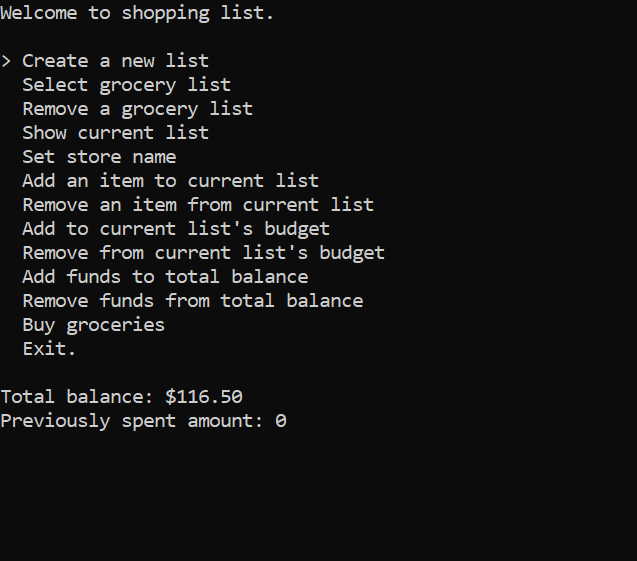 Welcome to shopping list.
> Create a new list
Select grocery list
Remove a grocery list
Show current list
Set store name
Add an item to current list
Remove an item from current list
Add to current list's budget
Remove from current list's budget
Add funds to total balance
Remove funds from total balance
Buy groceries
Exit.
Total balance: $116.50
Previously spent amount: 0